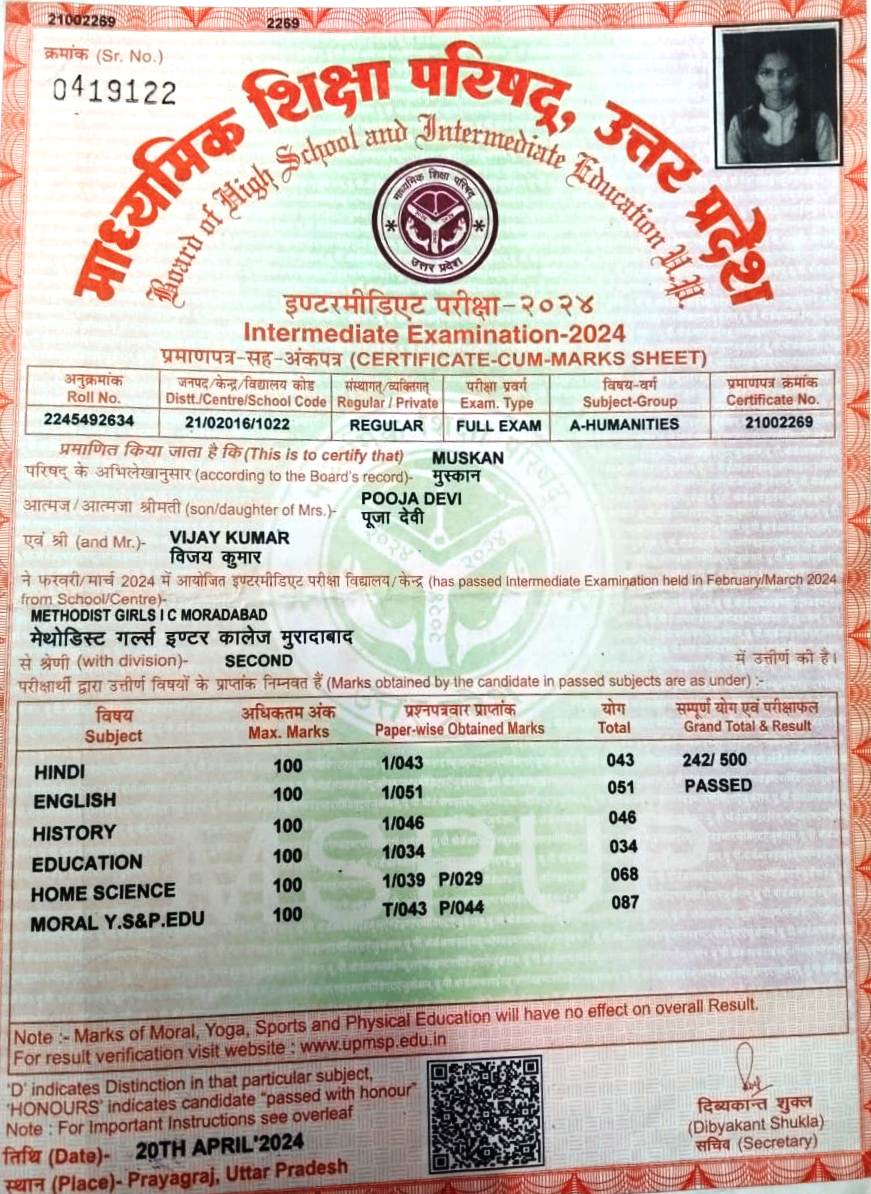 21002269 2269
क्रमांक (Sr. No.)
0419122
माध्यमिक शिक्षा परिषद्, उत्तर प्रदेश
Board of High School and Intermediate Education U.P.
माध्यमिक शिक्षा परिषद
उत्तर प्रदेश
इण्टरमीडिएट परीक्षा-२०२४
Intermediate Examination-2024
प्रमाणपत्र-सह-अंकपत्र (CERTIFICATE-CUM-MARKS SHEET)
अनुक्रमांक जनपद/केन्द्र/विद्यालय कोड संस्थागत्/व्यक्तिगत् परीक्षा प्रवर्ग विषय-वर्ग प्रमाणपत्र क्रमांक
Roll No. Distt./Centre/School Code Regular / Private Exam. Type Subject-Group Certificate No.
2245492634 21/02016/1022 REGULAR FULL EXAM A-HUMANITIES 21002269
प्रमाणित किया जाता है कि (This is to certify that) MUSKAN
परिषद् के अभिलेखानुसार (according to the Board's record)- मुस्कान
आत्मज/आत्मजा श्रीमती (son/daughter of Mrs.)- POOJA DEVI
पूजा देवी
एवं श्री (and Mr.)- VIJAY KUMAR
विजय कुमार
ने फरवरी/मार्च 2024 में आयोजित इण्टरमीडिएट परीक्षा विद्यालय/केन्द्र (has passed Intermediate Examination held in February/March 2024
from School/Centre)-
METHODIST GIRLS I C MORADABAD
मेथोडिस्ट गर्ल्स इण्टर कालेज मुरादाबाद
से श्रेणी (with division)- SECOND में उत्तीर्ण की है।
परीक्षार्थी द्वारा उत्तीर्ण विषयों के प्राप्तांक निम्नवत हैं (Marks obtained by the candidate in passed subjects are as under) :-
विषय अधिकतम अंक प्रश्नपत्रवार प्राप्तांक योग सम्पूर्ण योग एवं परीक्षाफल
Subject Max. Marks Paper-wise Obtained Marks Total Grand Total & Result
HINDI 100 1/043 043 242/ 500
ENGLISH 100 1/051 051 PASSED
HISTORY 100 1/046 046
EDUCATION 100 1/034 034
HOME SCIENCE 100 1/039 P/029 068
MORAL Y.S&P.EDU 100 T/043 P/044 087
MSPUP
Note :- Marks of Moral, Yoga, Sports and Physical Education will have no effect on overall Result.
For result verification visit website : www.upmsp.edu.in
'D' indicates Distinction in that particular subject,
'HONOURS' indicates candidate "passed with honour"
Note : For Important Instructions see overleaf
तिथि (Date)- 20TH APRIL'2024
स्थान (Place)- Prayagraj, Uttar Pradesh
दिब्यकान्त शुक्ल
(Dibyakant Shukla)
सचिव (Secretary)